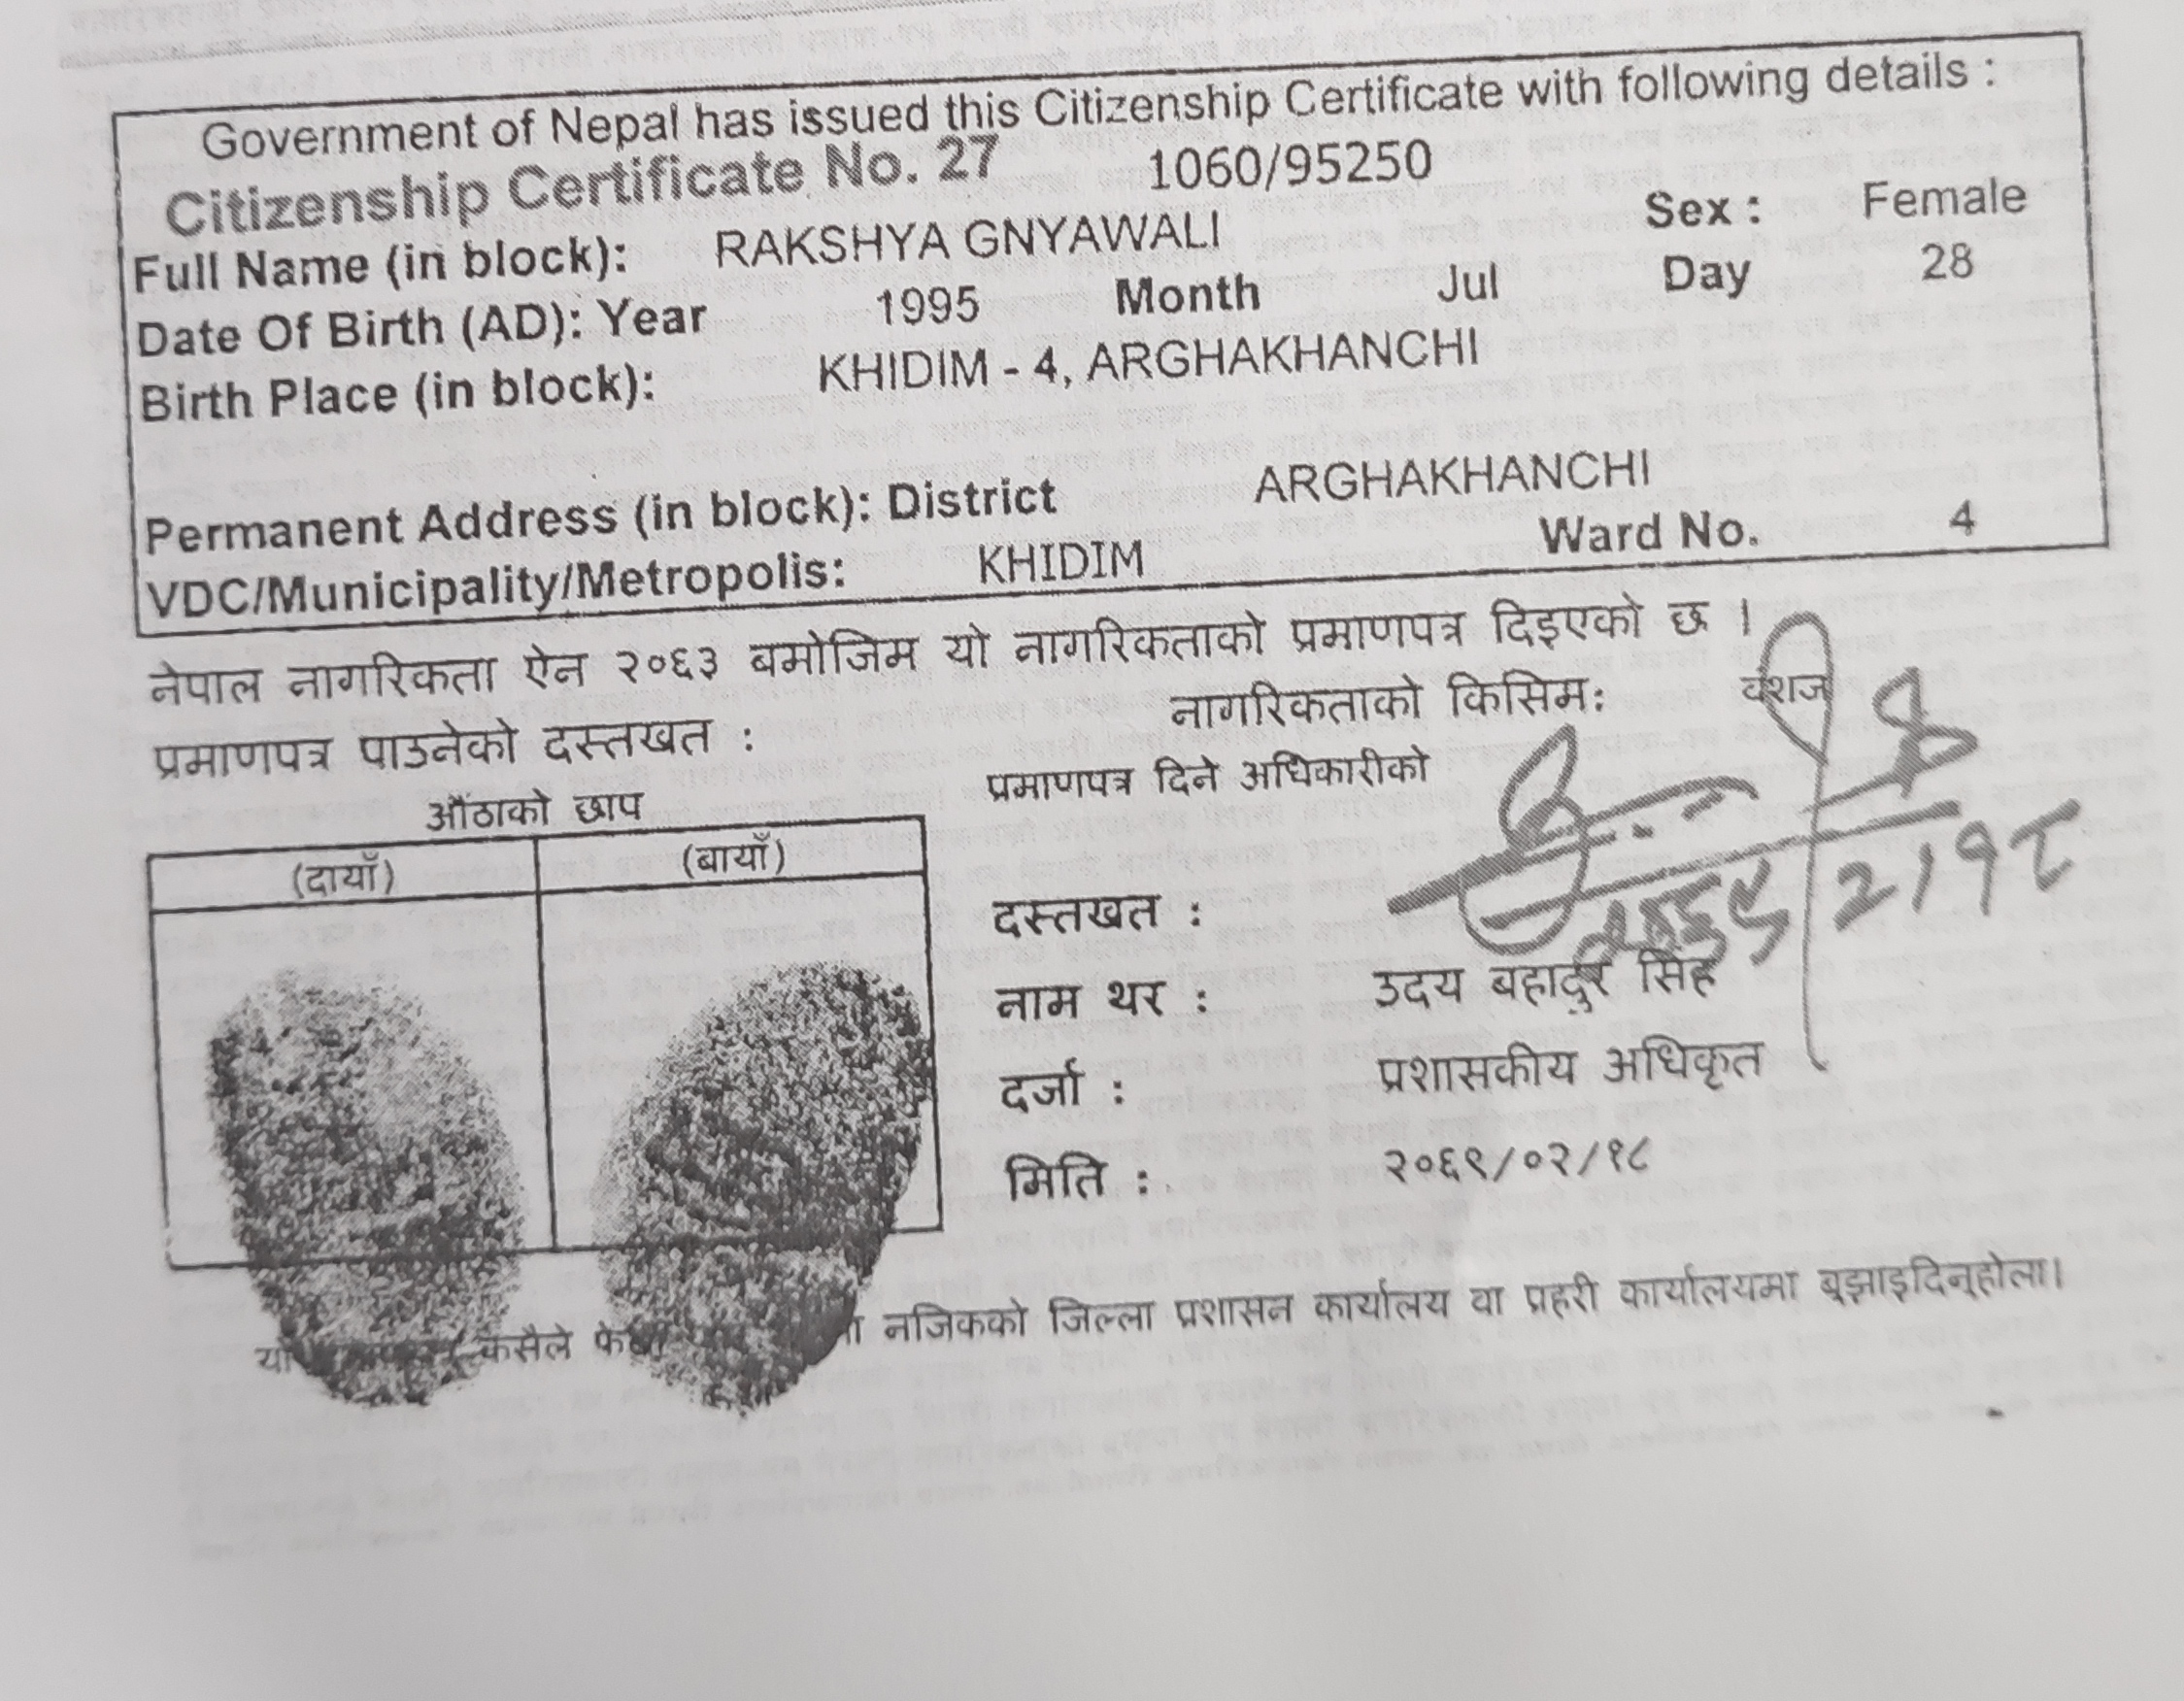 Government of Nepal has issued this Citizenship Certificate with following details :
Citizenship Certificate No. 27 1060/95250
Full Name (in block): RAKSHYA GNYAWALI Sex : Female
Date Of Birth (AD): Year 1995 Month Jul Day 28
Birth Place (in block): KHIDIM - 4, ARGHAKHANCHI
Permanent Address (in block): District ARGHAKHANCHI
VDC/Municipality/Metropolis: KHIDIM Ward No. 4
नेपाल नागरिकता ऐन २०६३ बमोजिम यो नागरिकताको प्रमाणपत्र दिइएको छ ।
नागरिकताको किसिमः वंशज
प्रमाणपत्र पाउनेको दस्तखत :
प्रमाणपत्र दिने अधिकारीको
औंठाको छाप
(दायाँ) (बायाँ)
दस्तखत :
२०६९/2/१८
नाम थर : उदय बहादुर सिंह
दर्जा : प्रशासकीय अधिकृत
मिति : २०६९/०२/१८
यो कसैले नजिकको जिल्ला प्रशासन कार्यालय वा प्रहरी कार्यालयमा बुझाइदिनुहोला।